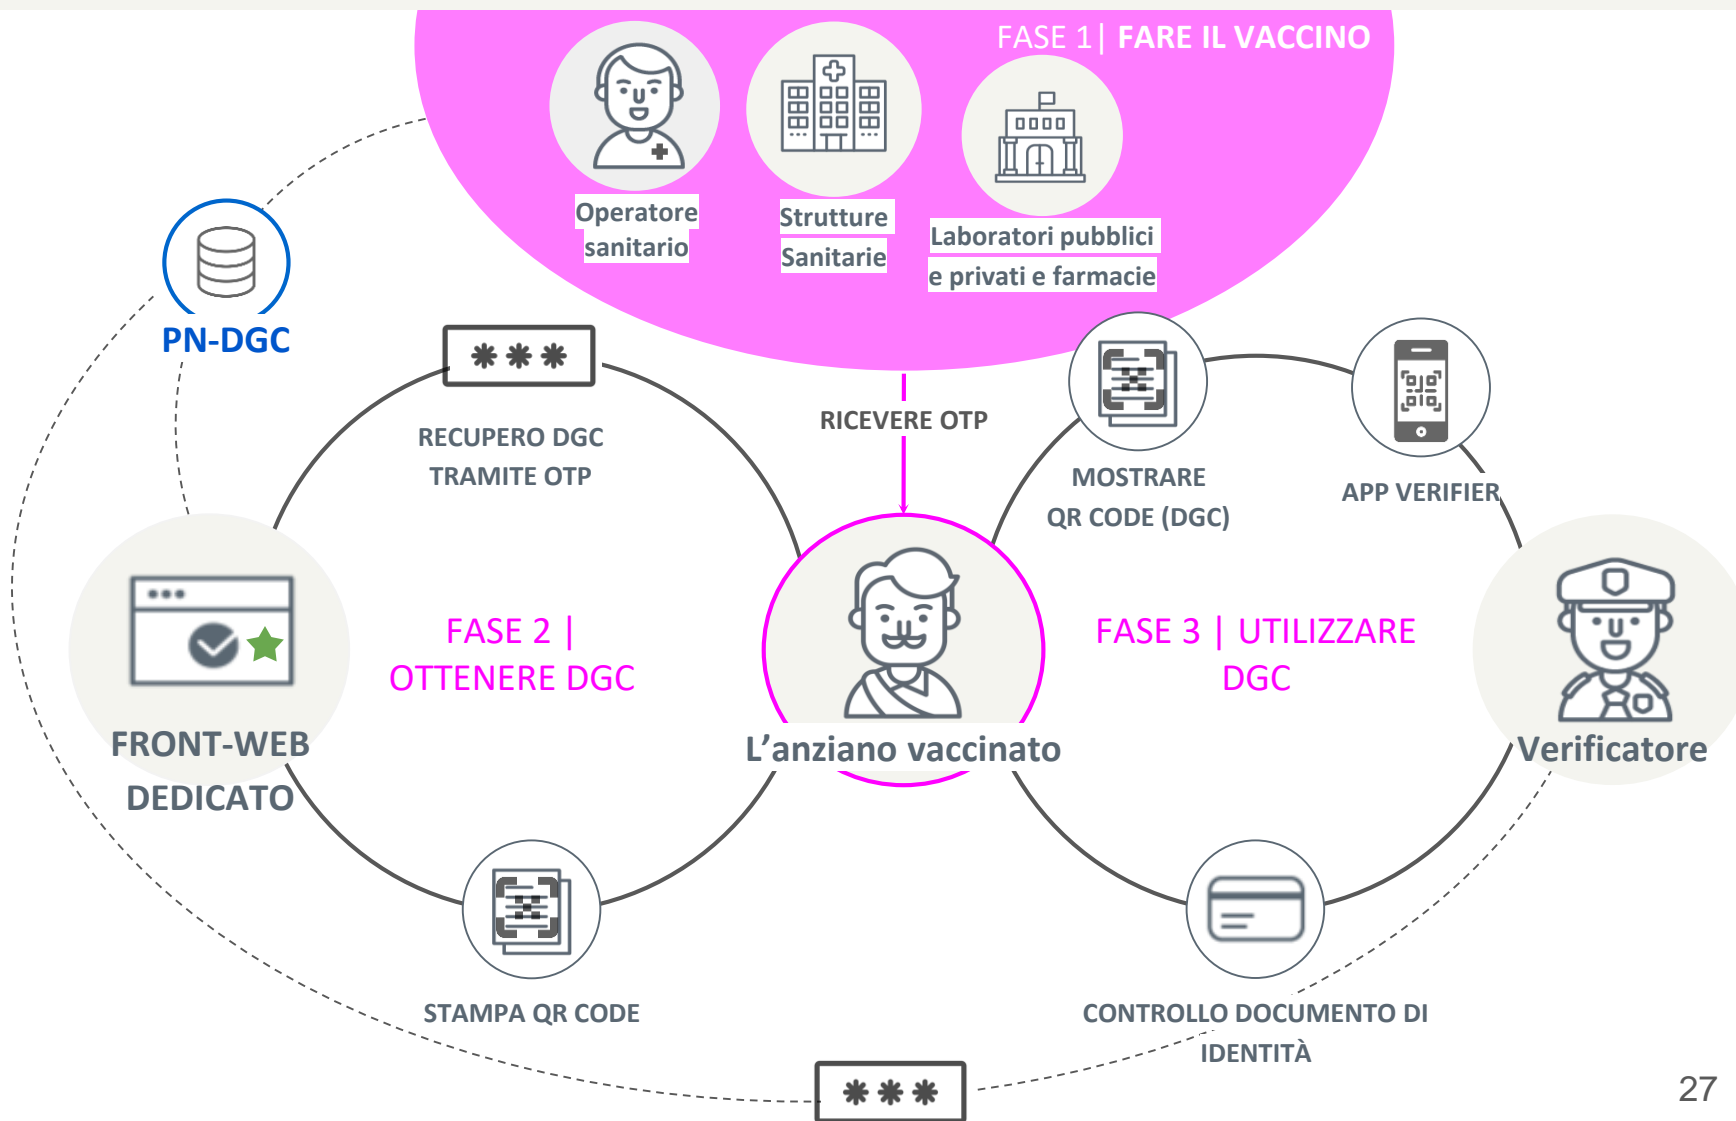 FASE 1| FARE IL VACCINO
Operatore
sanitario
Strutture
Sanitarie
Laboratori pubblici
e privati e farmacie
PN-DGC
***
RECUPERO DGC
TRAMITE OTP
RICEVERE OTP
MOSTRARE
QR CODE (DGC)
APP VERIFIER
FASE 2 |
OTTENERE DGC
FASE 3 | UTILIZZARE
DGC
FRONT-WEB
DEDICATO
L'anziano vaccinato
Verificatore
STAMPA QR CODE
CONTROLLO DOCUMENTO DI
IDENTITÀ
***
27